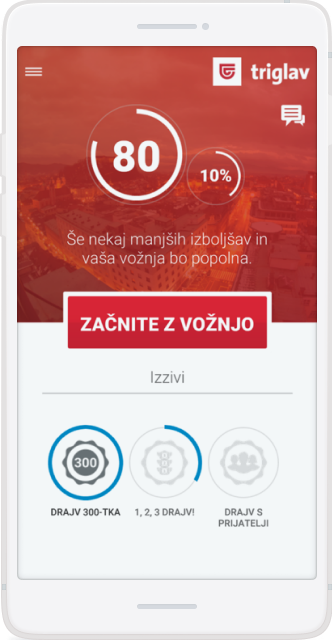 triglav
80
10%
Še nekaj manjših izboljšav in
vaša vožnja bo popolna.
ZAČNITE Z VOŽNJO
Izzivi
300
DRAJV 300-TKA
1, 2, 3 DRAJV!
DRAJV S
PRIJATELJI